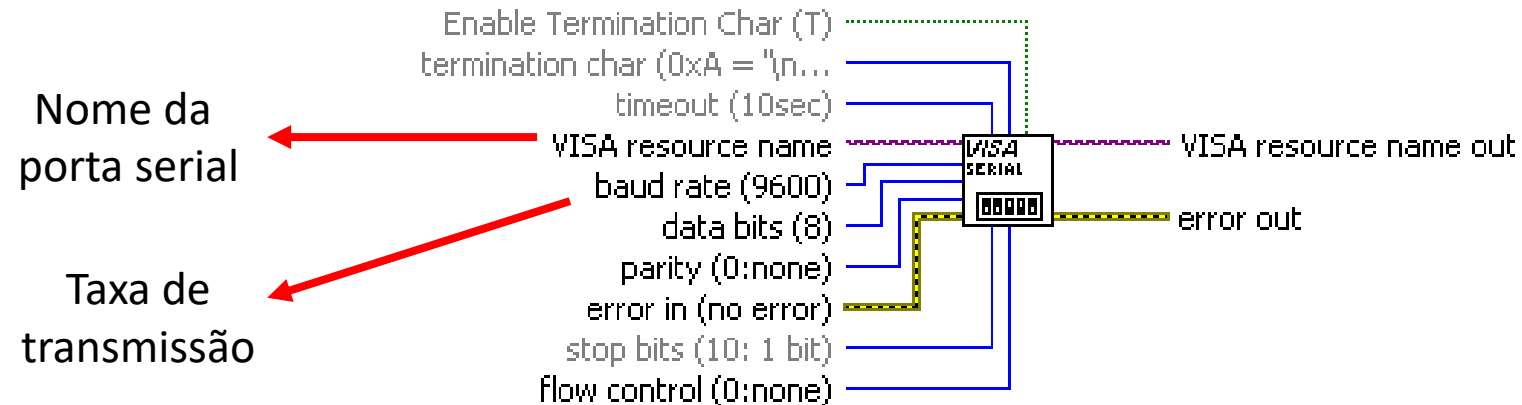 Enable Termination Char (T)
termination char (0xA = "\n...
timeout (10sec)
Nome da
porta serial
VISA resource name
baud rate (9600)
data bits (8)
parity (0:none)
error in (no error)
stop bits (10: 1 bit)
flow control (0:none)
Taxa de
transmissão
VISA
SERIAL
VISA resource name out
error out